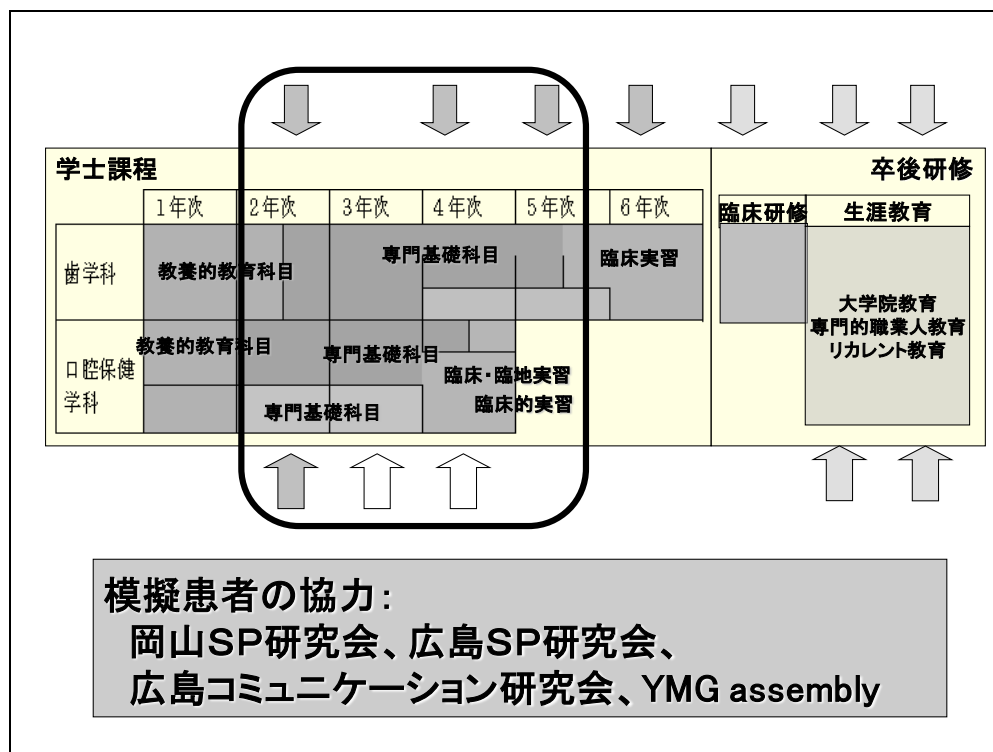 学士課程
卒後研修
1年次 2年次 3年次 4年次 5年次 6年次
臨床研修 生涯教育
歯学科
教養的教育科目
専門基礎科目
臨床実習
大学院教育
専門的職業人教育
リカレント教育
口腔保健
学科
教養的教育科目
専門基礎科目
臨床・臨地実習
臨床的実習
専門基礎科目
模擬患者の協力:
岡山SP研究会、広島SP研究会、
広島コミュニケーション研究会、YMG assembly